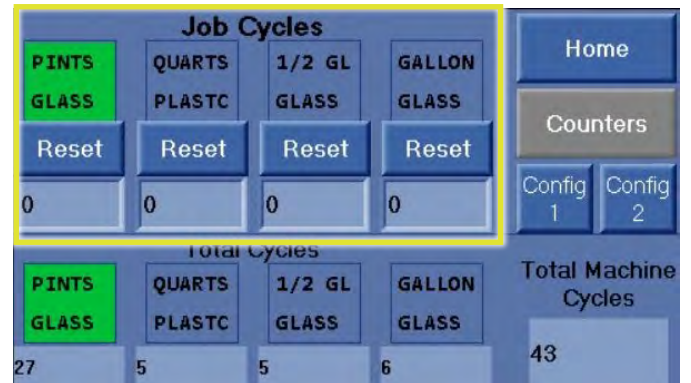 Job Cycles
PINTS QUARTS 1/2 GL GALLON
GLASS PLASTC GLASS GLASS
Reset Reset Reset Reset
0 0 0 0
Home
Counters
Config 1 Config 2
Total Cycles
PINTS QUARTS 1/2 GL GALLON
GLASS PLASTC GLASS GLASS
27 5 5 6
Total Machine
Cycles
43